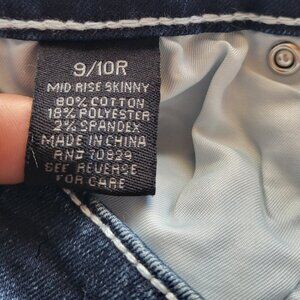 9/10R
MID RISE SKINNY
80% COTTON
18% POLYESTER
2% SPANDEX
MADE IN CHINA
RN# 70929
SEE REVERSE
FOR CARE